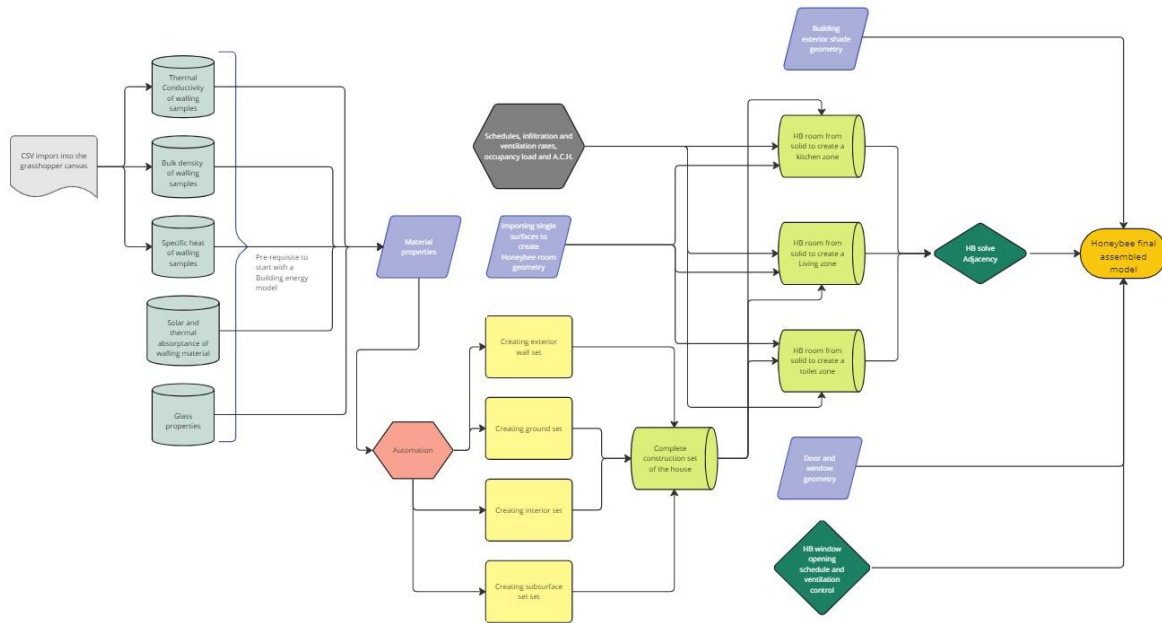 Thermal
Conductivity
of walling
samples
CSV import into the
grasshopper canvas
Bulk density
of walling
samples
Specific heat
of walling
samples
Solar and
thermal
absorptance of
walling material
Glass
properties
Pre-requisite to
start with a
Building energy
model
Material
properties
Automation
Schedules, infiltration and
ventilation rates,
occupancy load and A.C.H.
Importing single
surfaces to
create
Honeybee room
geometry
Creating exterior
wall set
Creating ground set
Creating interior set
Creating subsurface
set set
Complete
construction set
of the house
Building
exterior shade
geometry
HB room from
solid to create a
kitchen zone
HB room from
solid to create a
Living zone
HB room from
solid to create a
toilet zone
HB solve
Adjacency
Honeybee final
assembled
model
Door and
window
geometry
HB window
opening
schedule and
ventilation
control